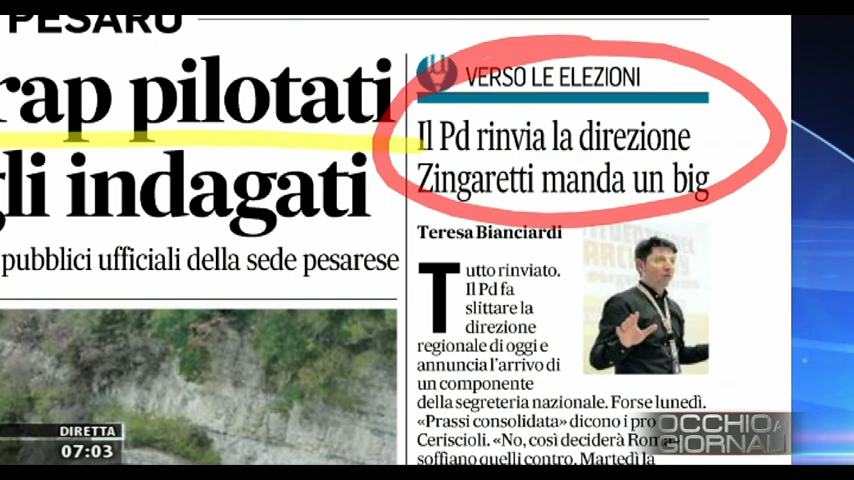 PESARO
rap pilotati
gli indagati
pubblici ufficiali della sede pesarese
VERSO LE ELEZIONI
Il Pd rinvia la direzione
Zingaretti manda un big
Teresa Bianciardi
Tutto rinviato.
Il Pd fa
slittare la
direzione
regionale di oggi e
annuncia l'arrivo di
un componente
della segreteria nazionale. Forse lunedì.
«Prassi consolidata» dicono i pro
Ceriscioli. «No, così deciderà Roma»
soffiano quelli contro. Martedì la
DIRETTA
07:03
OCCHIO AI
GIORNALI